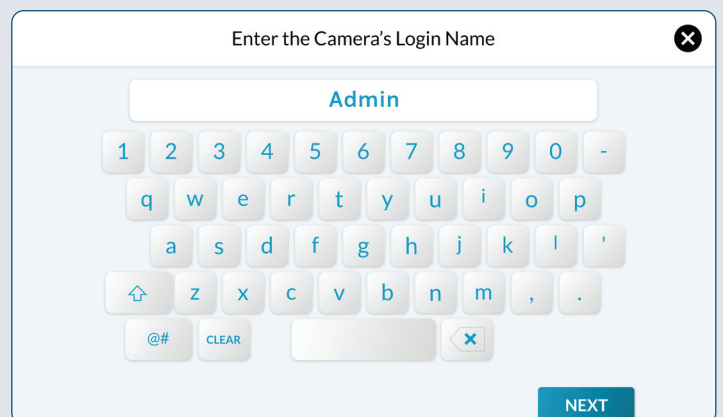 Enter the Camera's Login Name
Admin
1 2 3 4 5 6 7 8 9 0 -
q w e r t y u i o p
a s d f g h j k l '
z x c v b n m , .
@# CLEAR
NEXT